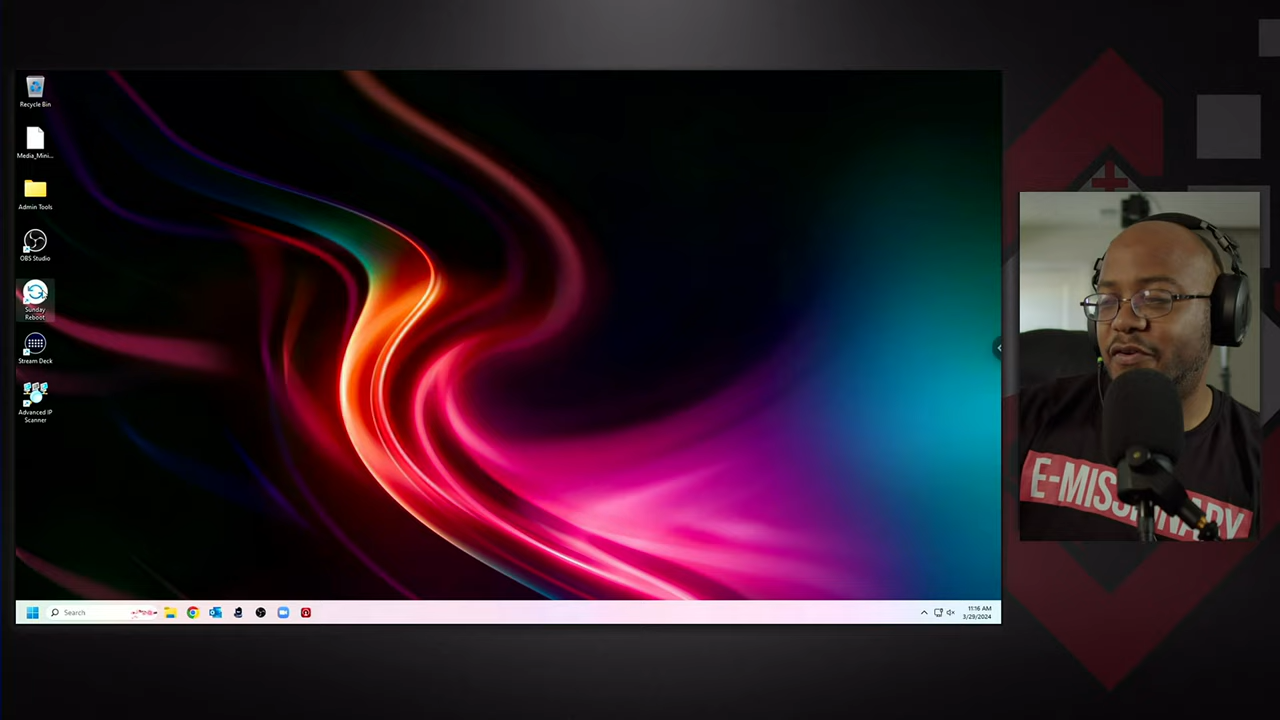 Recycle Bin
Media_Mini...
Admin Tools
OBS Studio
Sunday
Reboot
Stream Deck
Advanced IP
Scanner
E-MISSIONARY
Search
11:16 AM
3/29/2024